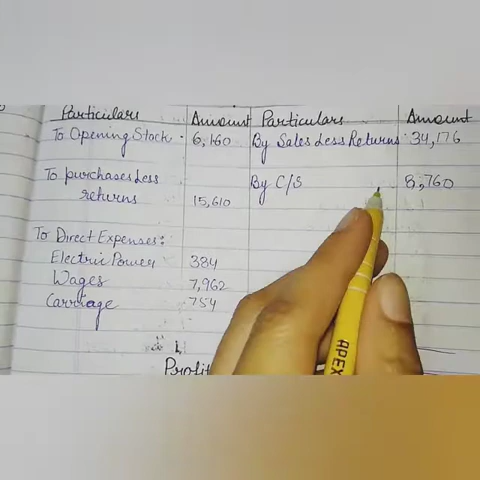 Particulars Amount Particulars Amount
To Opening Stock 6,160 By Sales Less Returns 34,176
To purchases Less By C/S 8,760
returns 15,610
To Direct Expenses:
Electric Power 384
Wages 7,962
Carriage 754
Profit
APEX